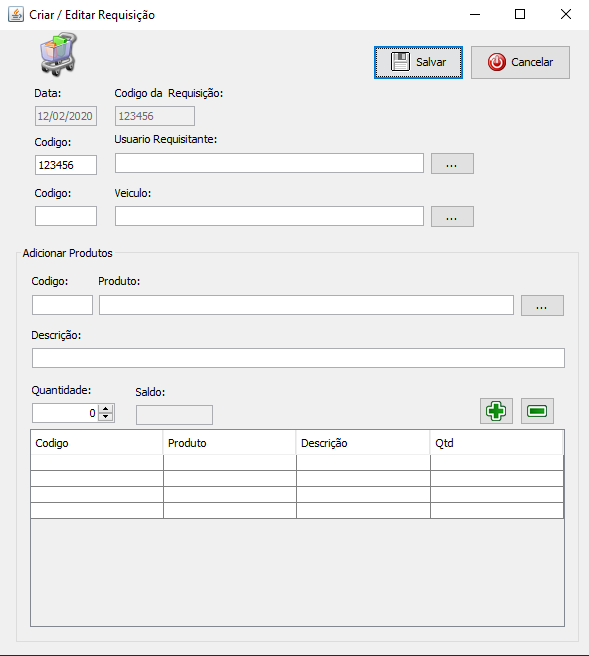 Criar / Editar Requisição
Salvar Cancelar
Data: Codigo da Requisição:
12/02/2020 123456
Codigo: Usuario Requisitante:
123456 ...
Codigo: Veiculo:
...
Adicionar Produtos
Codigo: Produto:
...
Descrição:
Quantidade: Saldo:
0
Codigo Produto Descrição Qtd